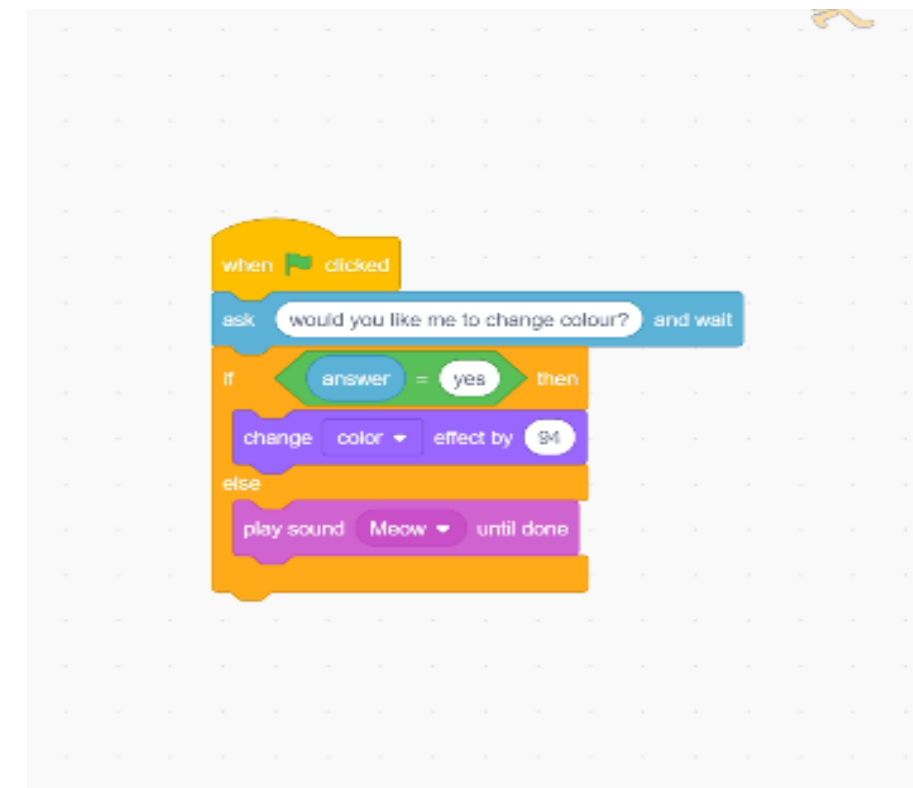 when clicked
ask would you like me to change colour? and wait
if answer = yes then
change color effect by 94
else
play sound Meow until done